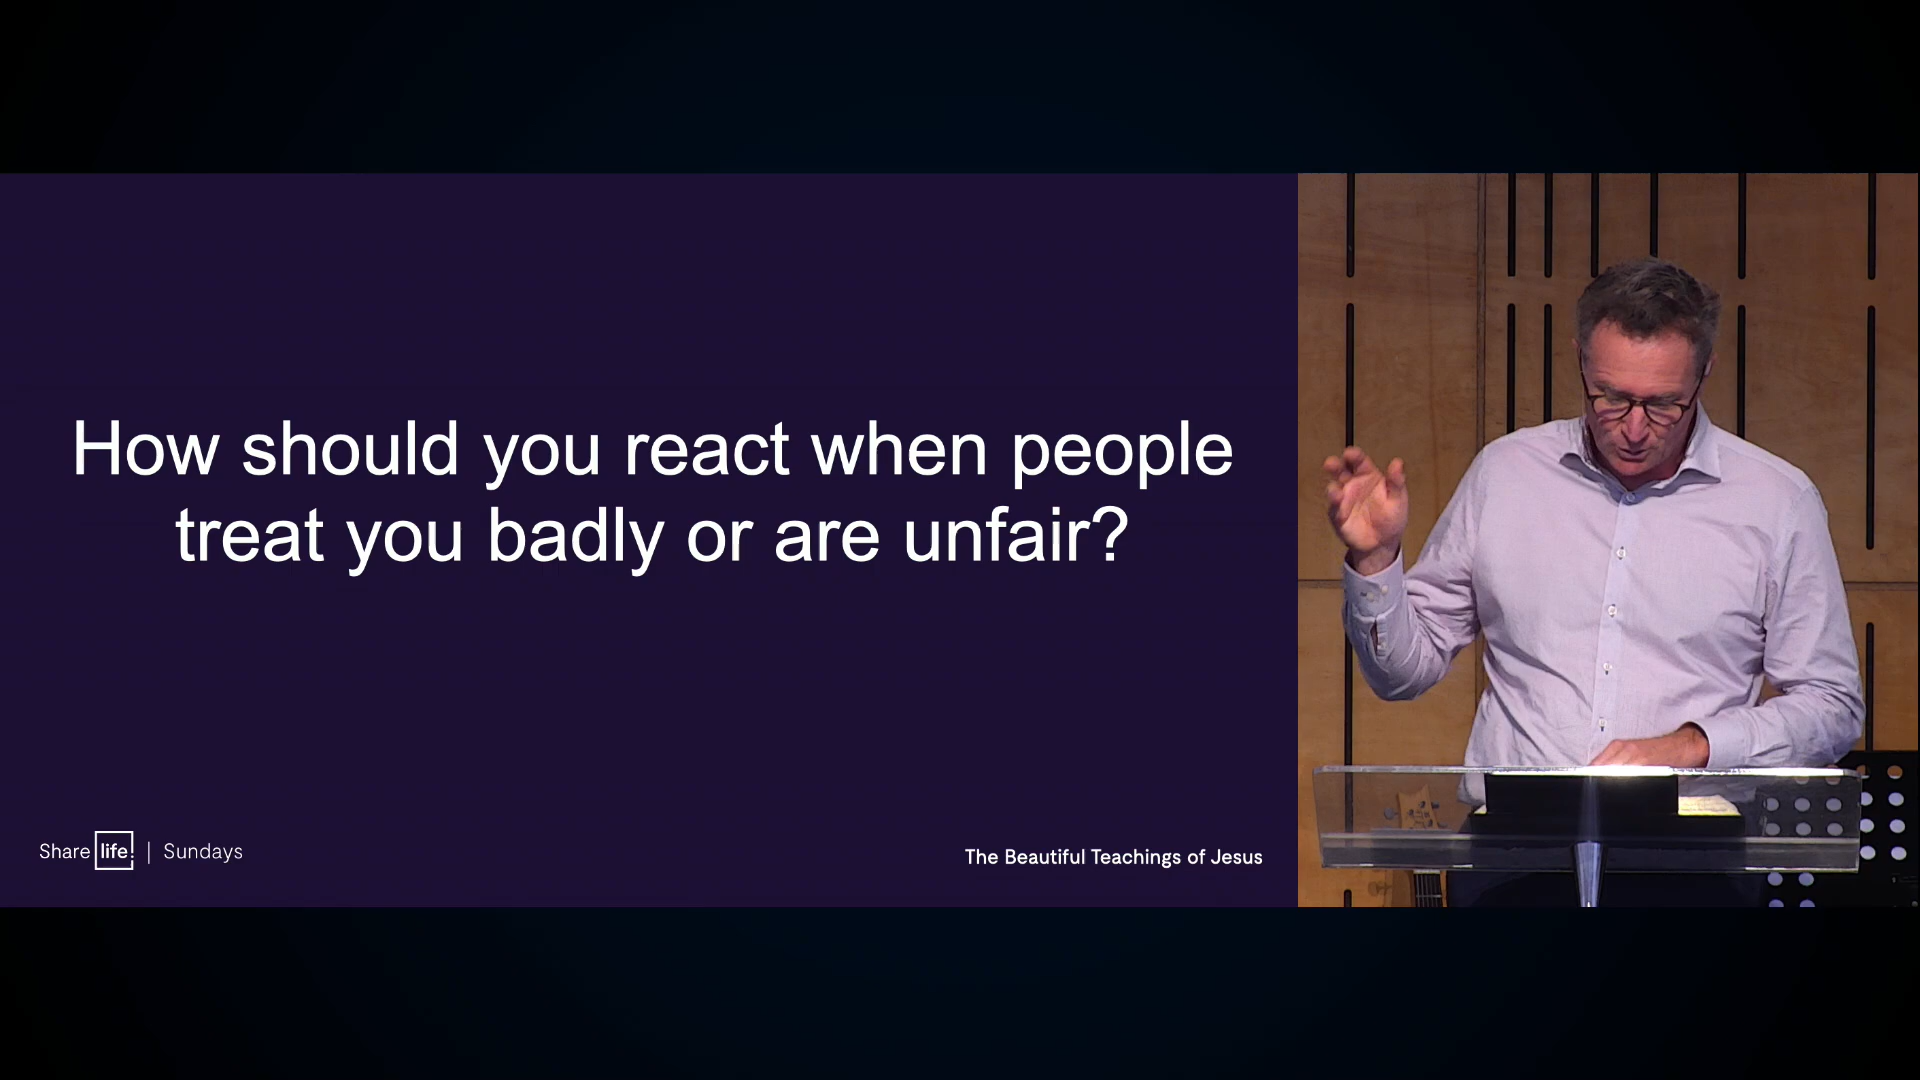 How should you react when people
treat you badly or are unfair?
Share life! | Sundays
The Beautiful Teachings of Jesus